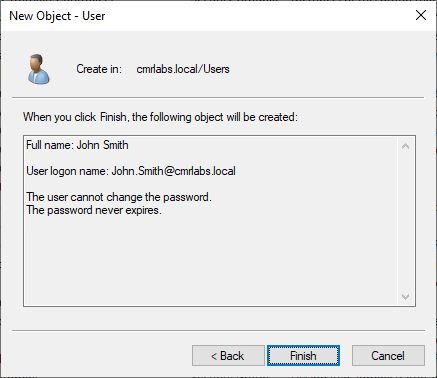 New Object - User
Create in: cmrlabs.local/Users
When you click Finish, the following object will be created:
Full name: John Smith
User logon name: John.Smith@cmrlabs.local
The user cannot change the password.
The password never expires.
< Back Finish Cancel